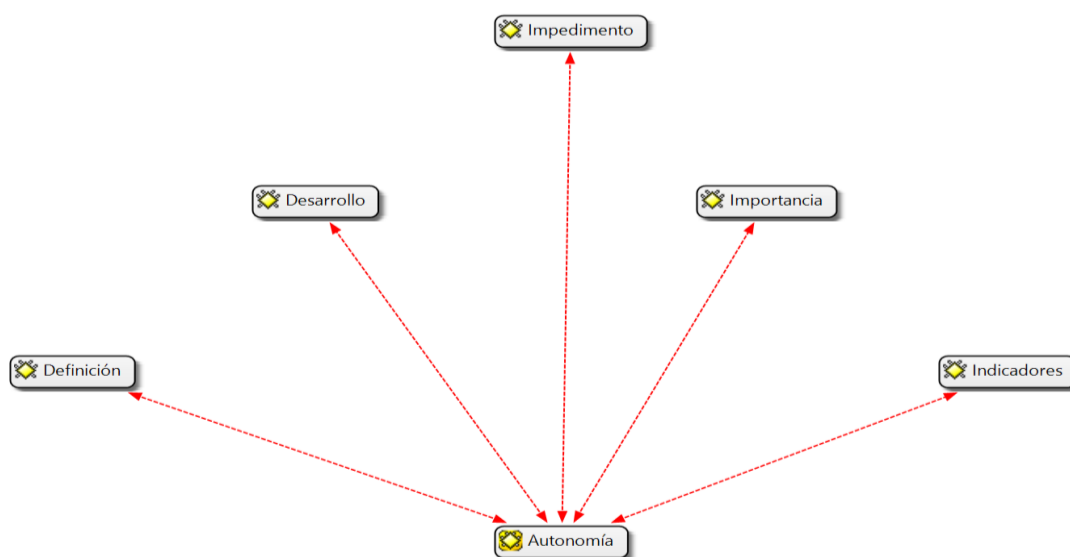 Impedimento
Desarrollo
Importancia
Definición
Indicadores
Autonomía